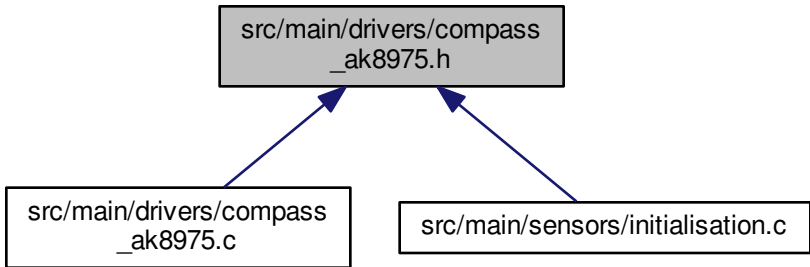 src/main/drivers/compass
_ak8975.h
src/main/drivers/compass
_ak8975.c
src/main/sensors/initialisation.c